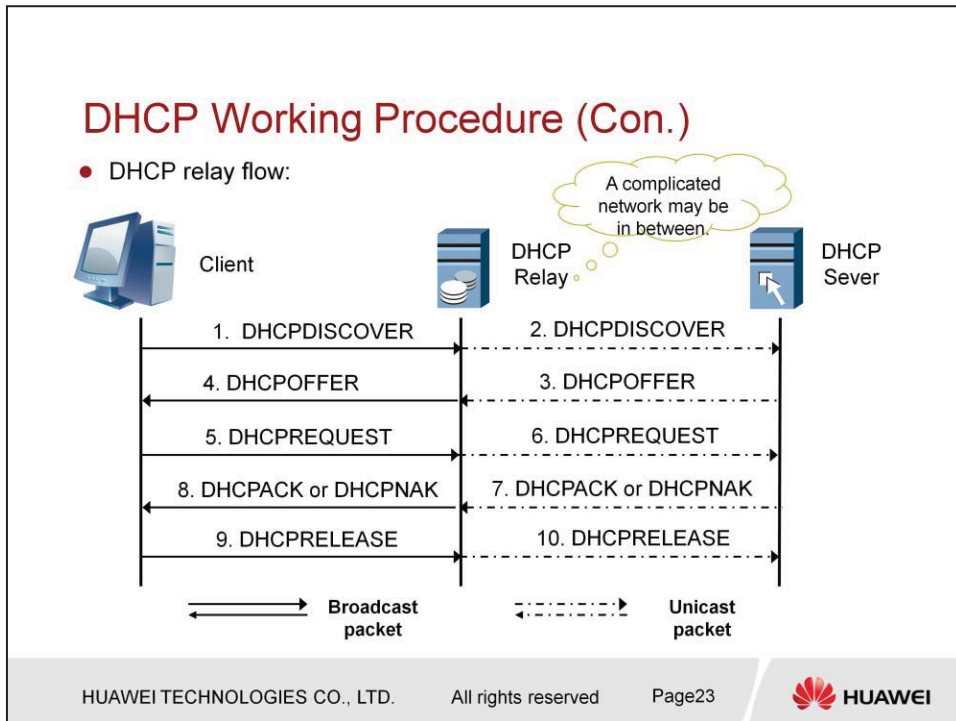 DHCP Working Procedure (Con.)
• DHCP relay flow:
A complicated
network may be
in between.
Client
DHCP
Relay
DHCP
Sever
1. DHCPDISCOVER
2. DHCPDISCOVER
4. DHCPOFFER
3. DHCPOFFER
5. DHCPREQUEST
6. DHCPREQUEST
8. DHCPACK or DHCPNAK
7. DHCPACK or DHCPNAK
9. DHCPRELEASE
10. DHCPRELEASE
Broadcast
packet
Unicast
packet
HUAWEI TECHNOLOGIES CO., LTD.
All rights reserved
Page23
HUAWEI